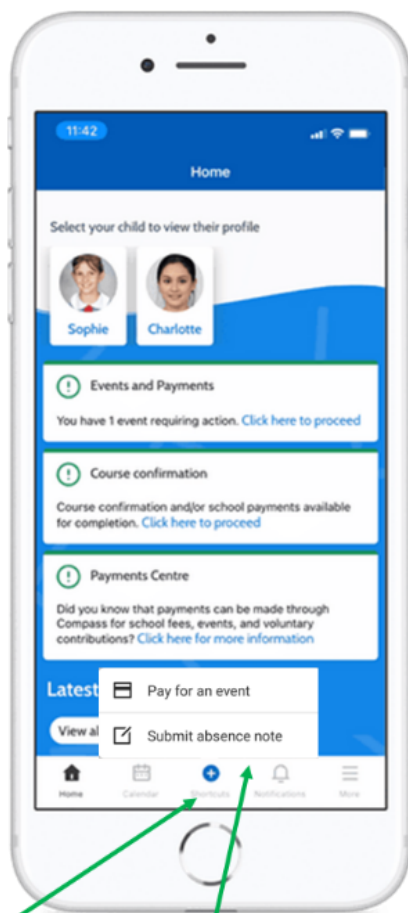 11:42
Home
Select your child to view their profile
Sophie
Charlotte
Events and Payments
You have 1 event requiring action. Click here to proceed
Course confirmation
Course confirmation and/or school payments available
for completion. Click here to proceed
Payments Centre
Did you know that payments can be made through
Compass for school fees, events, and voluntary
contributions? Click here for more information
Latest
Pay for an event
View al
Submit absence note
Home
Calendar
Shortcuts
Notifications
More